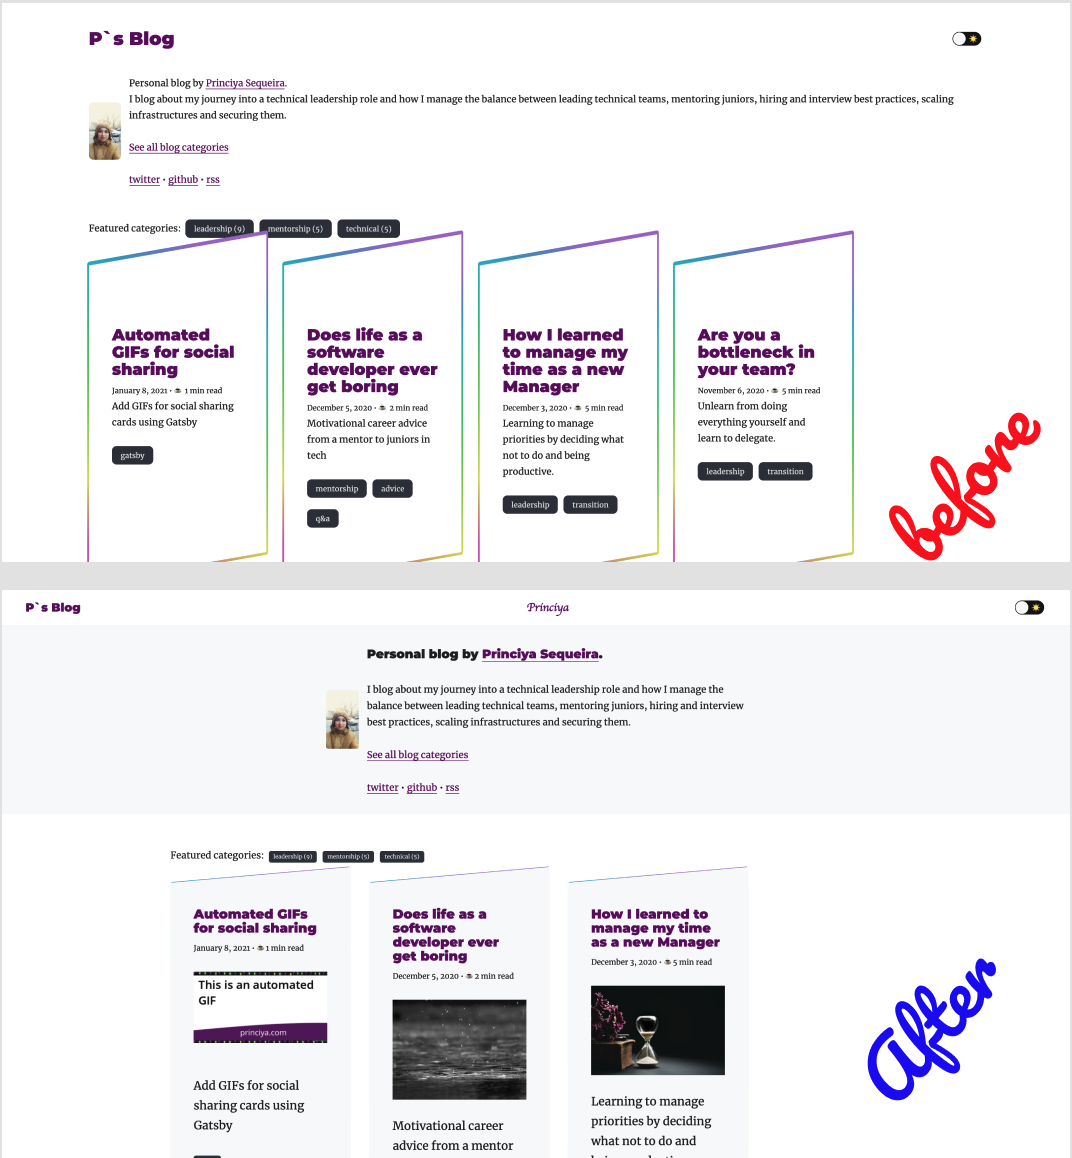 P`s Blog
Personal blog by Princiya Sequeira.
I blog about my journey into a technical leadership role and how I manage the balance between leading technical teams, mentoring juniors, hiring and interview best practices, scaling
infrastructures and securing them.
See all blog categories
twitter • github • rss
Featured categories: leadership (9) mentorship (5) technical (5)
Automated
GIFs for social
sharing
January 8, 2021 • ☕ 1 min read
Add GIFs for social sharing
cards using Gatsby
gatsby
Does life as a
software
developer ever
get boring
December 5, 2020 • ☕ 2 min read
Motivational career advice
from a mentor to juniors in
tech
mentorship advice
q&a
How I learned
to manage my
time as a new
Manager
December 3, 2020 • ☕ 5 min read
Learning to manage
priorities by deciding what
not to do and being
productive.
leadership transition
Are you a
bottleneck in
your team?
November 6, 2020 • ☕ 5 min read
Unlearn from doing
everything yourself and
learn to delegate.
leadership transition
before
P`s Blog
Princiya
Personal blog by Princiya Sequeira.
I blog about my journey into a technical leadership role and how I manage the
balance between leading technical teams, mentoring juniors, hiring and interview
best practices, scaling infrastructures and securing them.
See all blog categories
twitter • github • rss
Featured categories: leadership (9) mentorship (5) technical (5)
Automated GIFs
for social sharing
January 8, 2021 • ☕ 1 min read
This is an automated
GIF
princiya.com
Add GIFs for social
sharing cards using
Gatsby
Does life as a
software
developer ever
get boring
December 5, 2020 • ☕ 2 min read
Motivational career
advice from a mentor
How I learned to
manage my time
as a new Manager
December 3, 2020 • ☕ 5 min read
Learning to manage
priorities by deciding
what not to do and
After